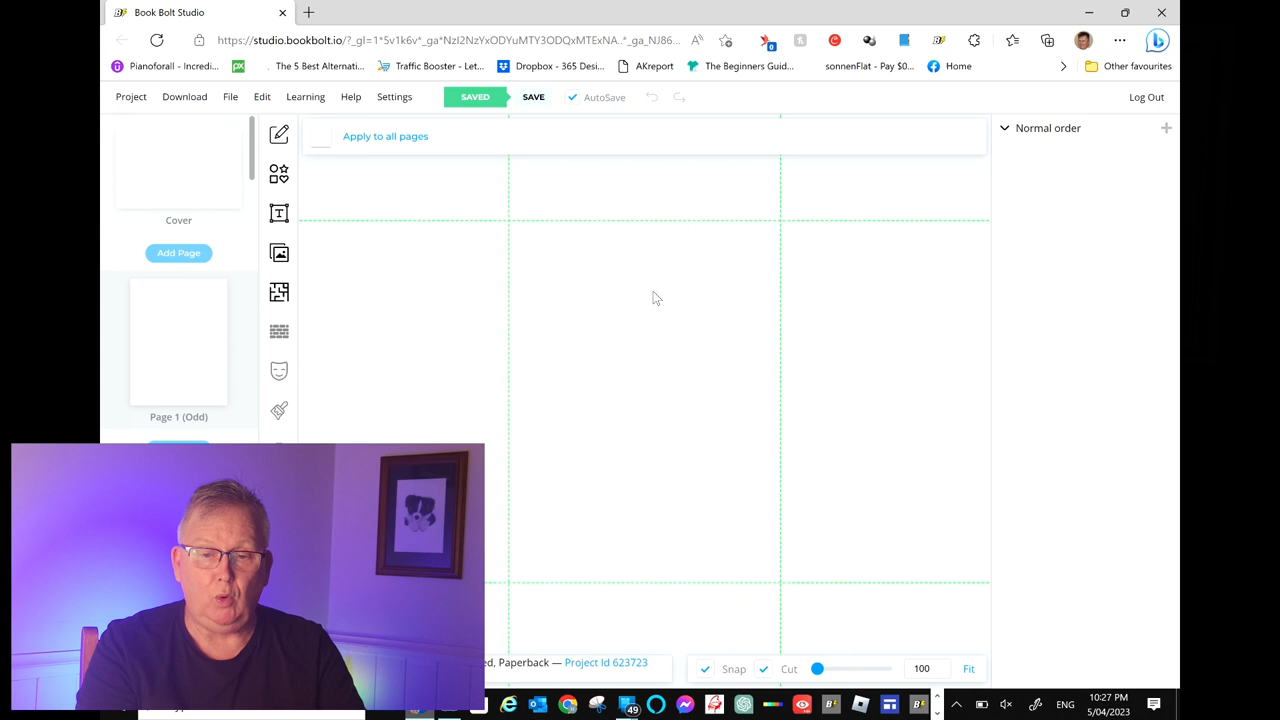 Book Bolt Studio
https://studio.bookbolt.io/?_gl=1*5v1k6v*_ga*NzI2NzYxODYuMTY3ODQxMTExNA..*_ga_NJ86...
Pianoforall - Incredi...
The 5 Best Alternati...
Traffic Booster - Let...
Dropbox - 365 Desi...
AKreport
The Beginners Guid...
sonnenFlat - Pay $0...
Home
Other favourites
Project
Download
File
Edit
Learning
Help
Settings
SAVED
SAVE
AutoSave
Log Out
Apply to all pages
Normal order
Cover
Add Page
Page 1 (Odd)
ed, Paperback — Project Id 623723
Snap
Cut
100
Fit
49
ENG
10:27 PM
5/04/2023